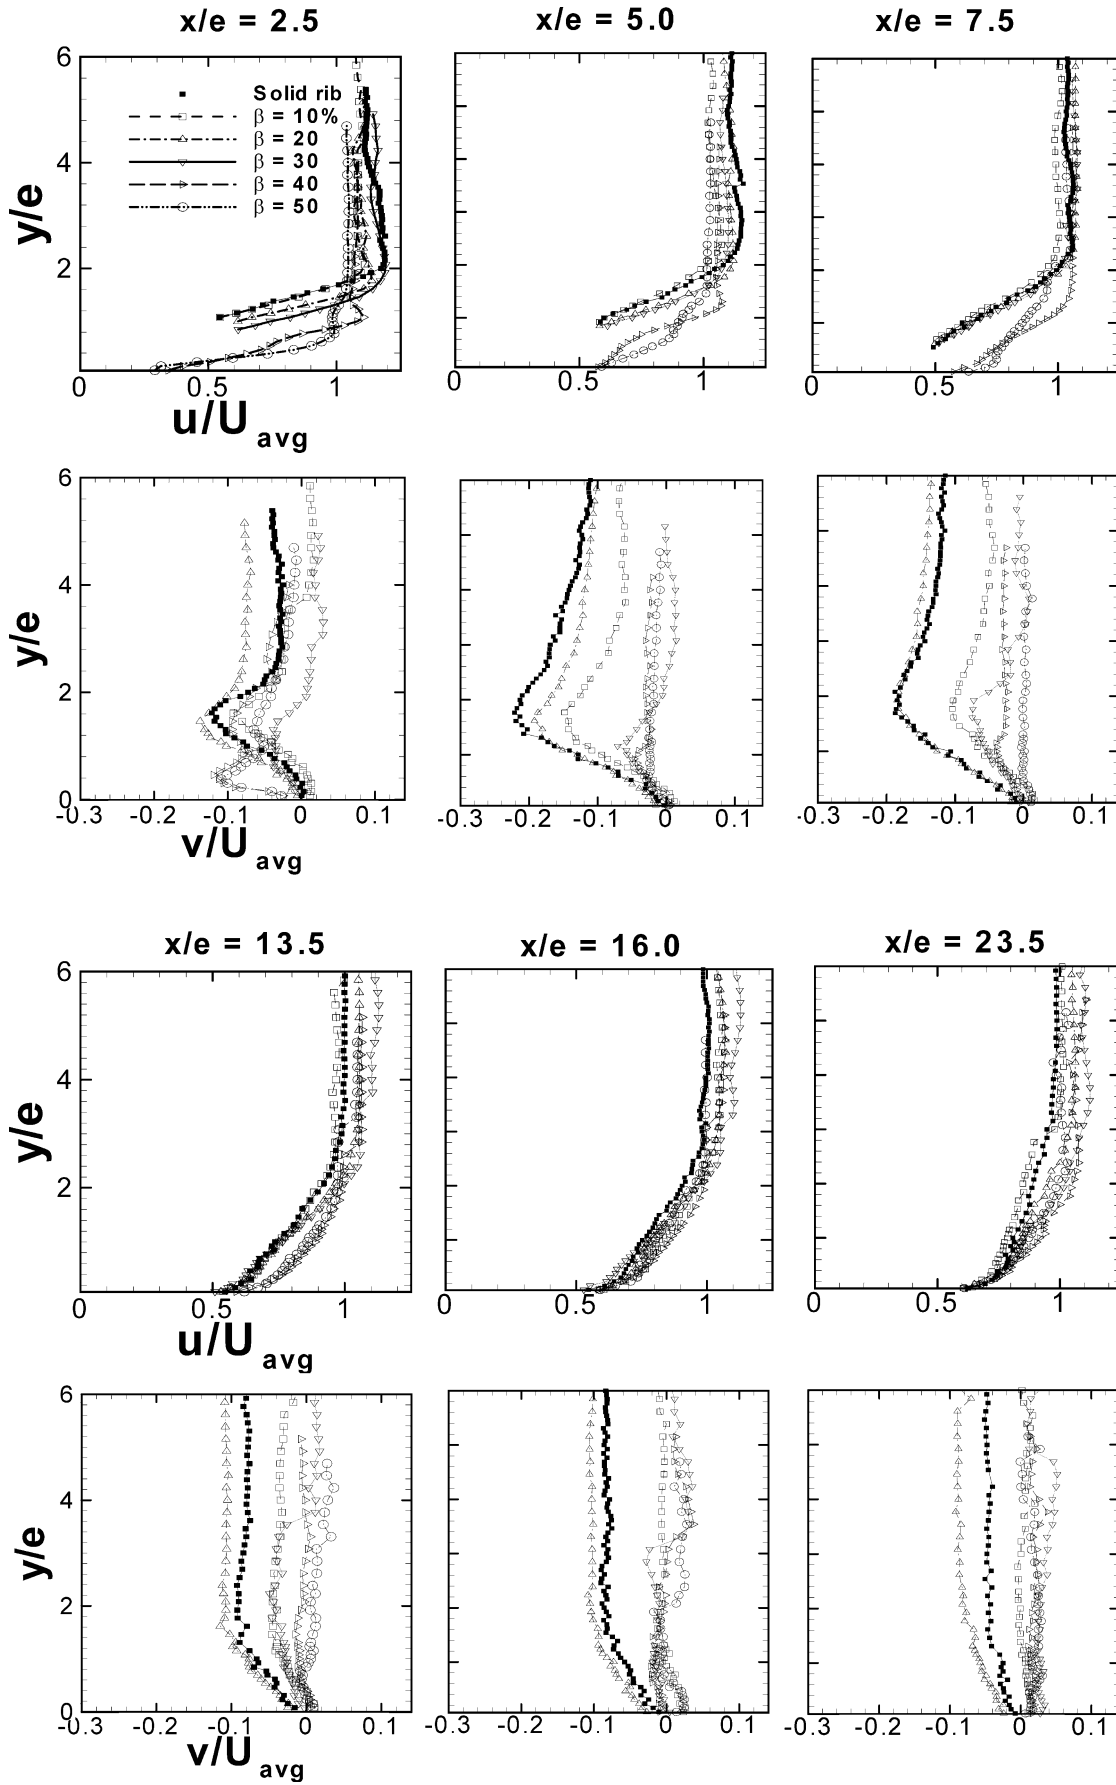 x/e = 2.5 x/e = 5.0 x/e = 7.5
6
Solid rib
β = 10%
β = 20
β = 30
β = 40
β = 50
4
2
y/e
0 0.5 1 0 0.5 1 0 0.5 1
u/U avg
6
4
2
0
y/e
-0.3 -0.2 -0.1 0 0.1 -0.3 -0.2 -0.1 0 0.1 -0.3 -0.2 -0.1 0 0.1
v/U avg
x/e = 13.5 x/e = 16.0 x/e = 23.5
6
4
2
y/e
0 0.5 1 0 0.5 1 0 0.5 1
u/U avg
6
4
2
0
y/e
-0.3 -0.2 -0.1 0 0.1 -0.3 -0.2 -0.1 0 0.1 -0.3 -0.2 -0.1 0 0.1
v/U avg